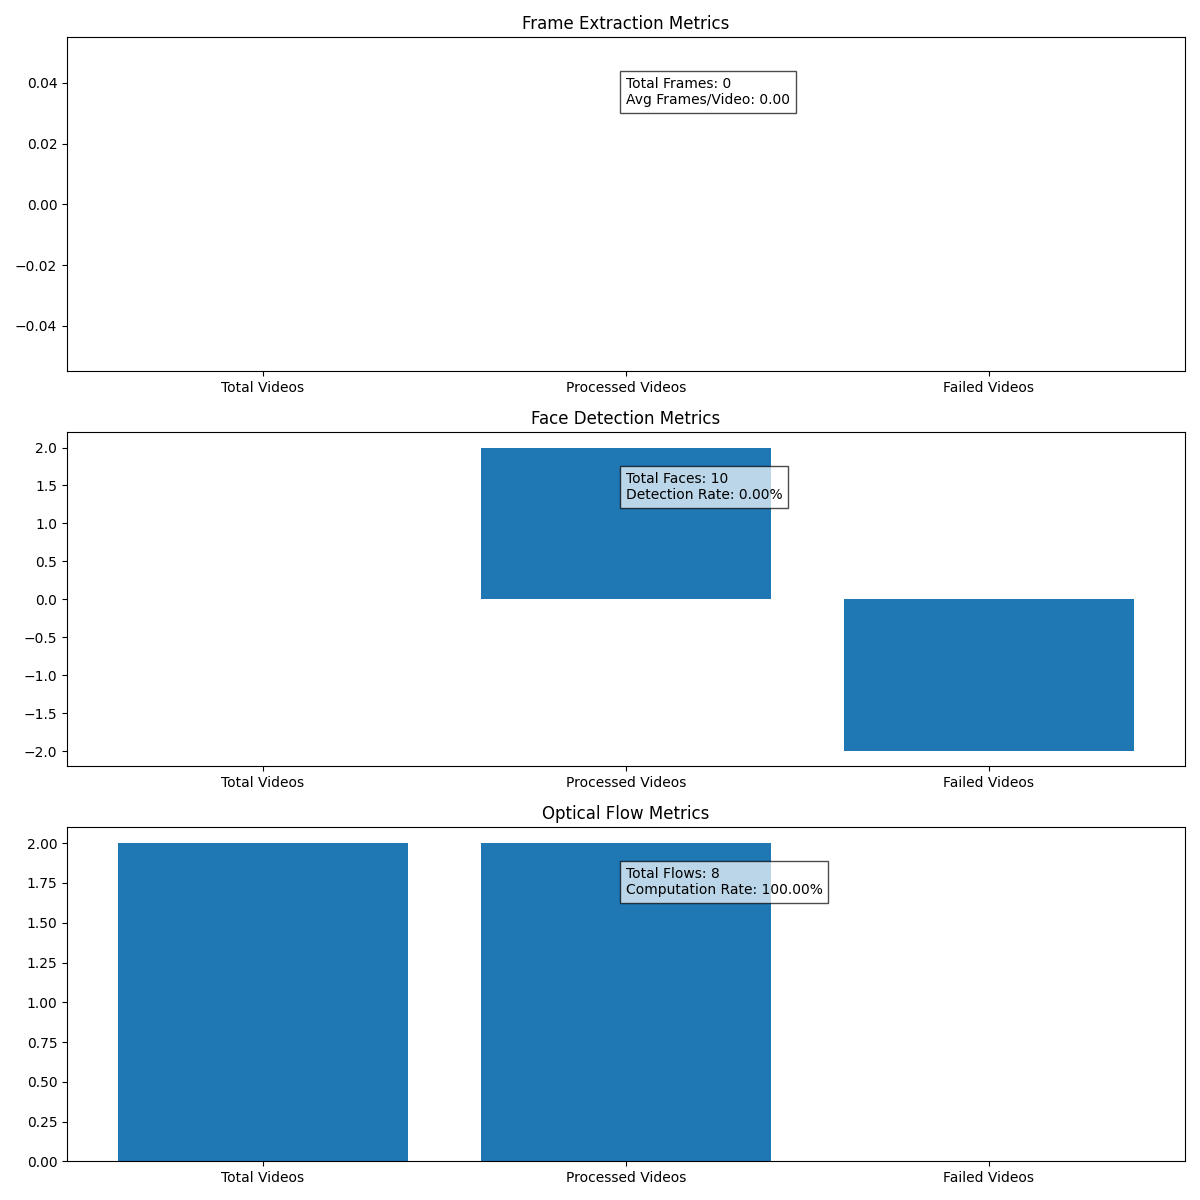 Frame Extraction Metrics
0.04
0.02
0.00
−0.02
−0.04
Total Frames: 0
Avg Frames/Video: 0.00
Total Videos
Processed Videos
Failed Videos
Face Detection Metrics
2.0
1.5
1.0
0.5
0.0
−0.5
−1.0
−1.5
−2.0
Total Faces: 10
Detection Rate: 0.00%
Total Videos
Processed Videos
Failed Videos
Optical Flow Metrics
2.00
1.75
1.50
1.25
1.00
0.75
0.50
0.25
0.00
Total Flows: 8
Computation Rate: 100.00%
Total Videos
Processed Videos
Failed Videos